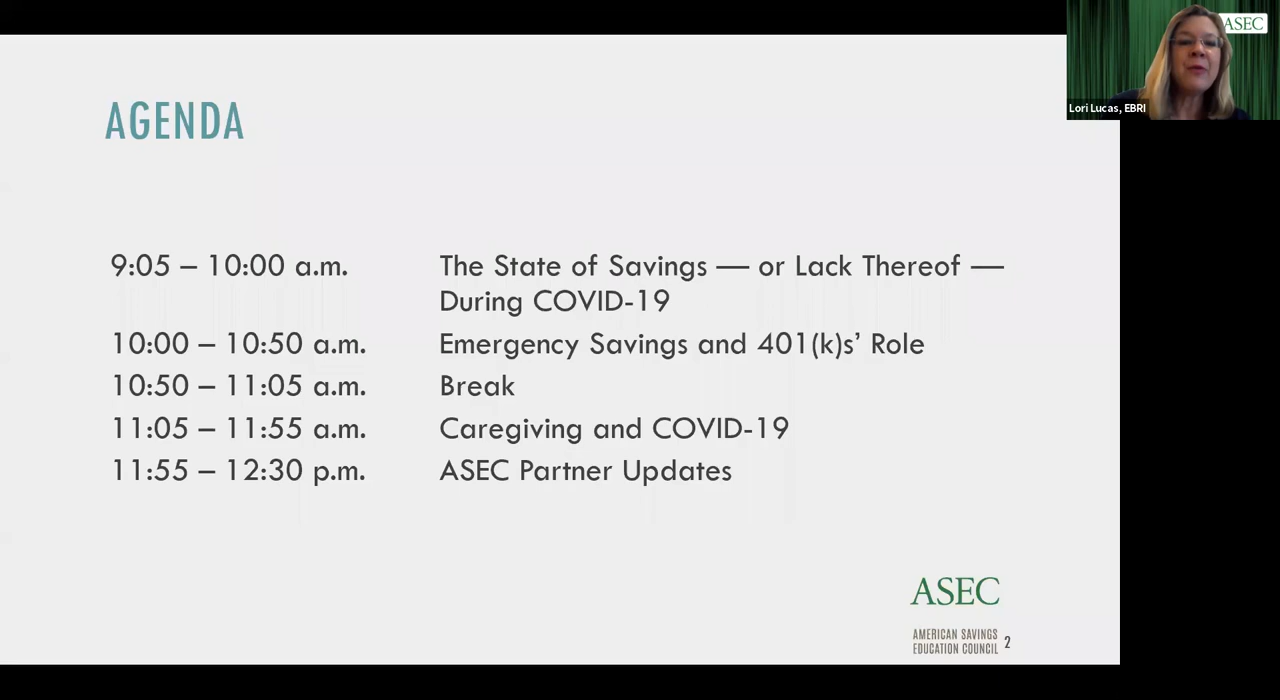 ASEC
Lori Lucas, EBRI
AGENDA
9:05 – 10:00 a.m. The State of Savings — or Lack Thereof —
During COVID-19
10:00 – 10:50 a.m. Emergency Savings and 401(k)s’ Role
10:50 – 11:05 a.m. Break
11:05 – 11:55 a.m. Caregiving and COVID-19
11:55 – 12:30 p.m. ASEC Partner Updates
ASEC
AMERICAN SAVINGS
EDUCATION COUNCIL 2